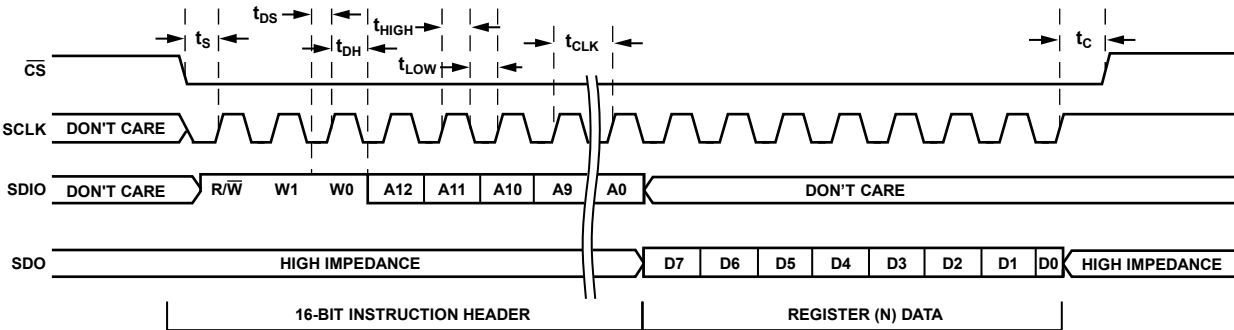 tDS tHIGH
tS tDH tCLK tC
tLOW
CS
SCLK DON'T CARE
SDIO DON'T CARE R/W W1 W0 A12 A11 A10 A9 A0 DON'T CARE
SDO HIGH IMPEDANCE D7 D6 D5 D4 D3 D2 D1 D0 HIGH IMPEDANCE
16-BIT INSTRUCTION HEADER REGISTER (N) DATA